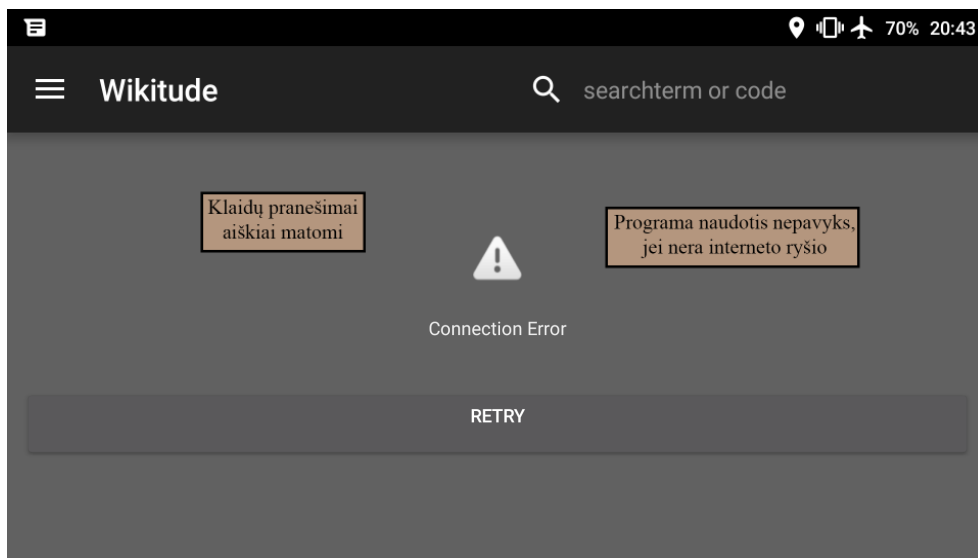 70% 20:43
Wikitude
searchterm or code
Klaidų pranešimai
aiškiai matomi
Programa naudotis nepavyks,
jei nera interneto ryšio
Connection Error
RETRY